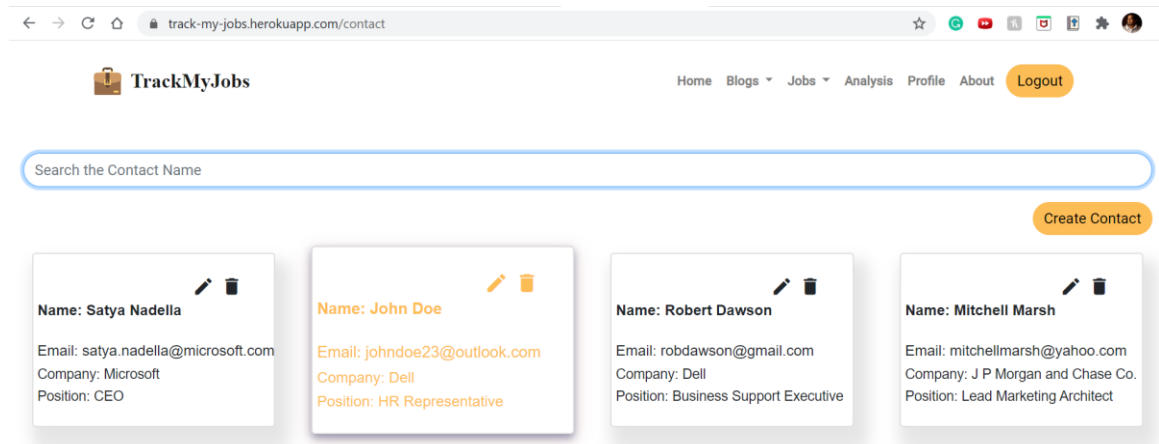 track-my-jobs.herokuapp.com/contact
TrackMyJobs
Home Blogs Jobs Analysis Profile About Logout
Search the Contact Name
Create Contact
Name: Satya Nadella
Email: satya.nadella@microsoft.com
Company: Microsoft
Position: CEO
Name: John Doe
Email: johndoe23@outlook.com
Company: Dell
Position: HR Representative
Name: Robert Dawson
Email: robdawson@gmail.com
Company: Dell
Position: Business Support Executive
Name: Mitchell Marsh
Email: mitchellmarsh@yahoo.com
Company: J P Morgan and Chase Co.
Position: Lead Marketing Architect